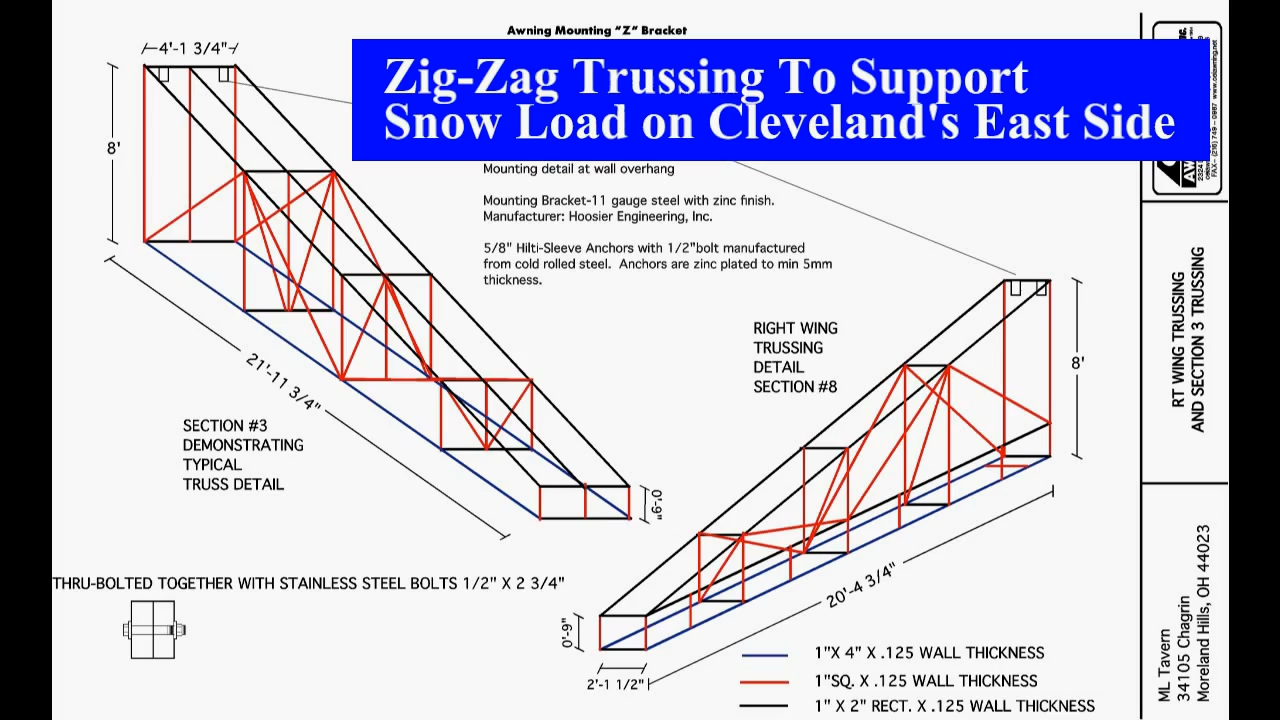 Awning Mounting "Z" Bracket
Zig-Zag Trussing To Support
Snow Load on Cleveland's East Side
4'-1 3/4"
8'
Mounting detail at wall overhang
Mounting Bracket-11 gauge steel with zinc finish.
Manufacturer: Hoosier Engineering, Inc.
5/8" Hilti-Sleeve Anchors with 1/2"bolt manufactured
from cold rolled steel.  Anchors are zinc plated to min 5mm
thickness.
21'-11 3/4"
SECTION #3
DEMONSTRATING
TYPICAL
TRUSS DETAIL
0'-9"
RIGHT WING
TRUSSING
DETAIL
SECTION #8
8'
THRU-BOLTED TOGETHER WITH STAINLESS STEEL BOLTS 1/2" X 2 3/4"
20'-4 3/4"
0'-9"
2'-1 1/2"
1"X 4" X .125 WALL THICKNESS
1"SQ. X .125 WALL THICKNESS
1" X 2" RECT. X .125 WALL THICKNESS
RT WING TRUSSING
AND SECTION 3 TRUSSING
ML Tavern
34105 Chagrin
Moreland Hills, OH 44023